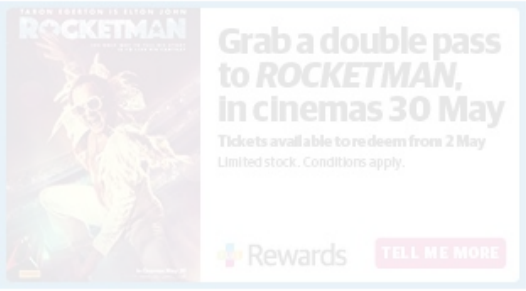 TARON EGERTON IS ELTON JOHN
ROCKETMAN
Grab a double pass
to ROCKETMAN,
in cinemas 30 May
Tickets available to redeem from 2 May
Limited stock. Conditions apply.
Rewards
TELL ME MORE